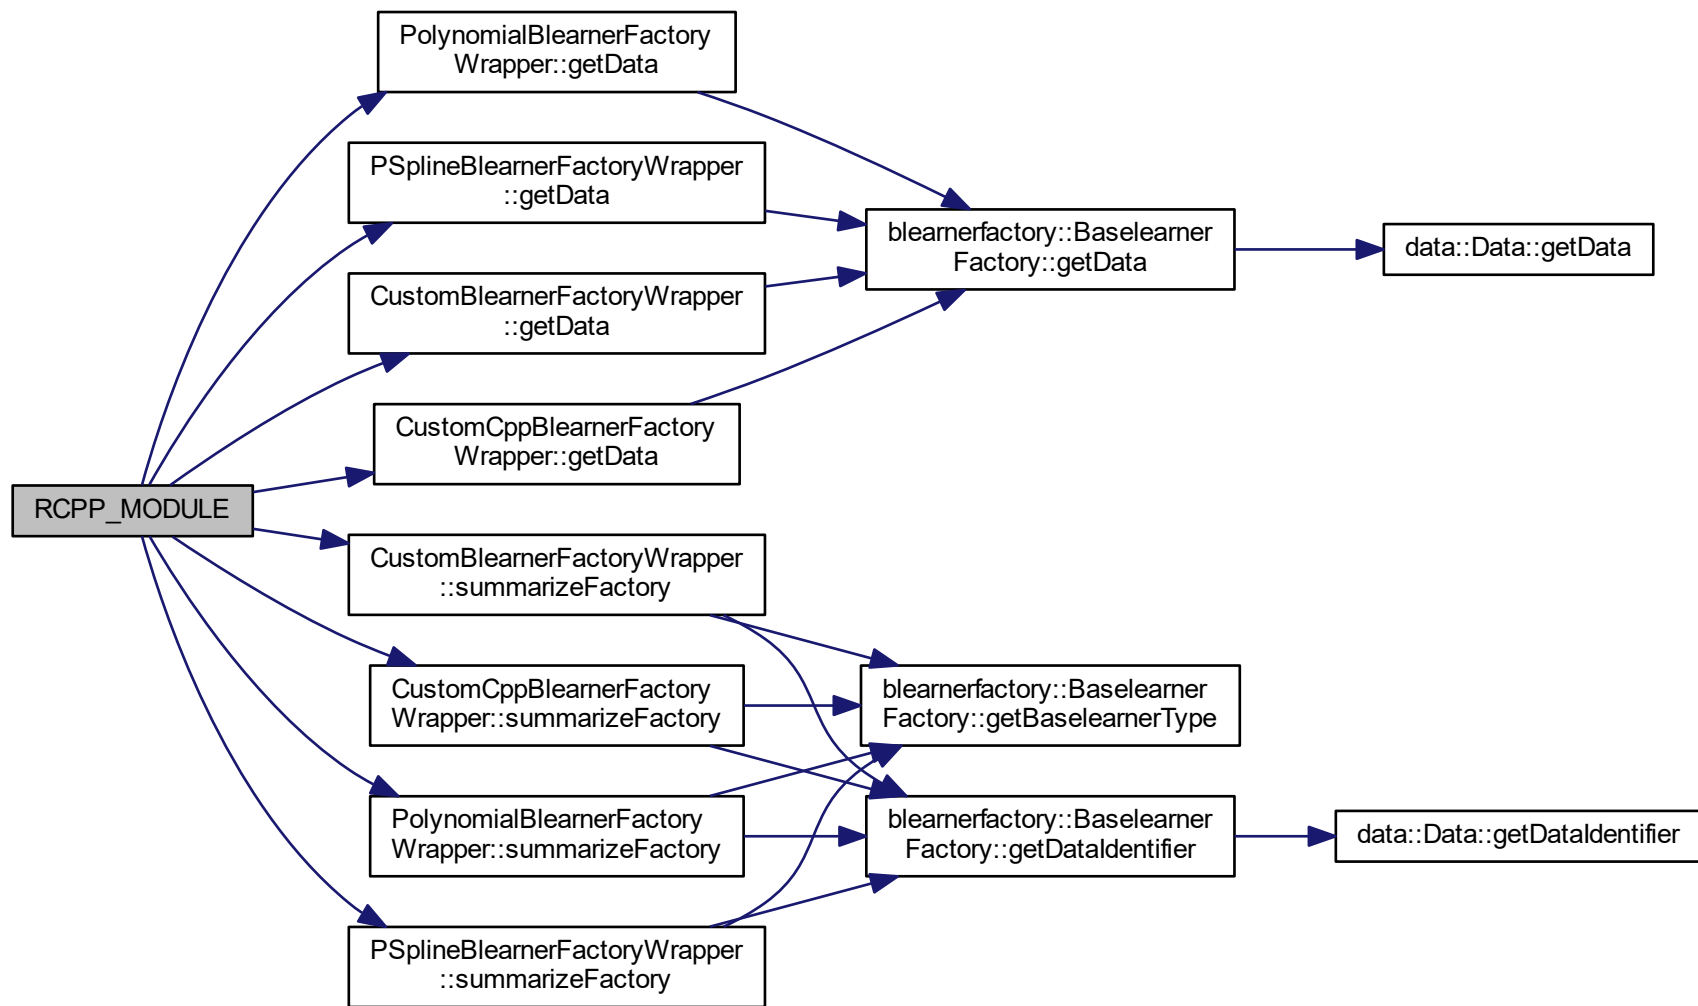 PolynomialBlearnerFactory
Wrapper::getData
PSplineBlearnerFactoryWrapper
::getData
CustomBlearnerFactoryWrapper
::getData
CustomCppBlearnerFactory
Wrapper::getData
RCPP_MODULE
CustomBlearnerFactoryWrapper
::summarizeFactory
CustomCppBlearnerFactory
Wrapper::summarizeFactory
PolynomialBlearnerFactory
Wrapper::summarizeFactory
PSplineBlearnerFactoryWrapper
::summarizeFactory
blearnerfactory::Baselearner
Factory::getData
blearnerfactory::Baselearner
Factory::getBaselearnerType
blearnerfactory::Baselearner
Factory::getDataIdentifier
data::Data::getData
data::Data::getDataIdentifier